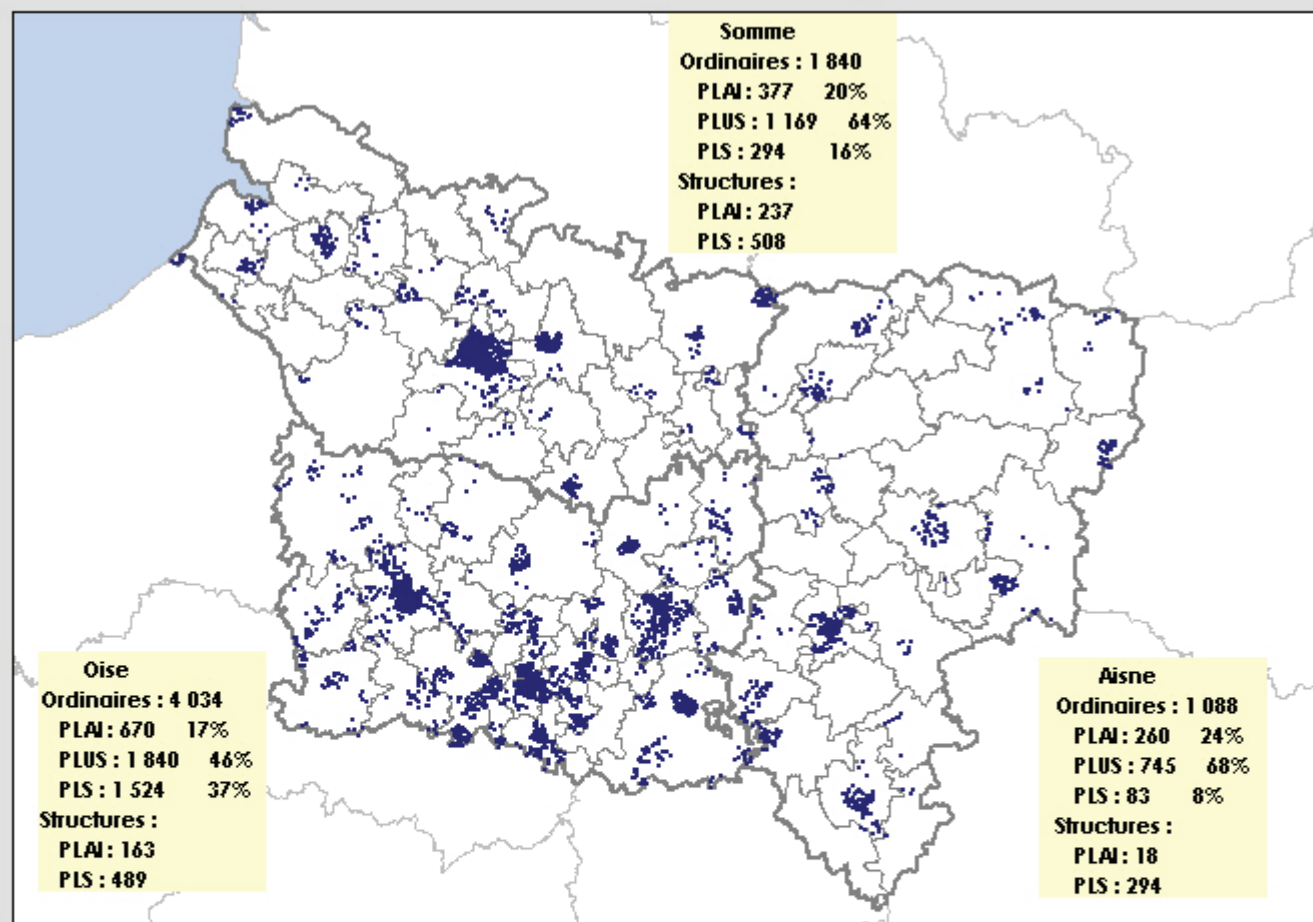 Somme
Ordinaires : 1 840
PLAI : 377 20%
PLUS : 1 169 64%
PLS : 294 16%
Structures :
PLAI : 237
PLS : 508
Oise
Ordinaires : 4 034
PLAI : 670 17%
PLUS : 1 840 46%
PLS : 1 524 37%
Structures :
PLAI : 163
PLS : 489
Aisne
Ordinaires : 1 088
PLAI : 260 24%
PLUS : 745 68%
PLS : 83 8%
Structures :
PLAI : 18
PLS : 294